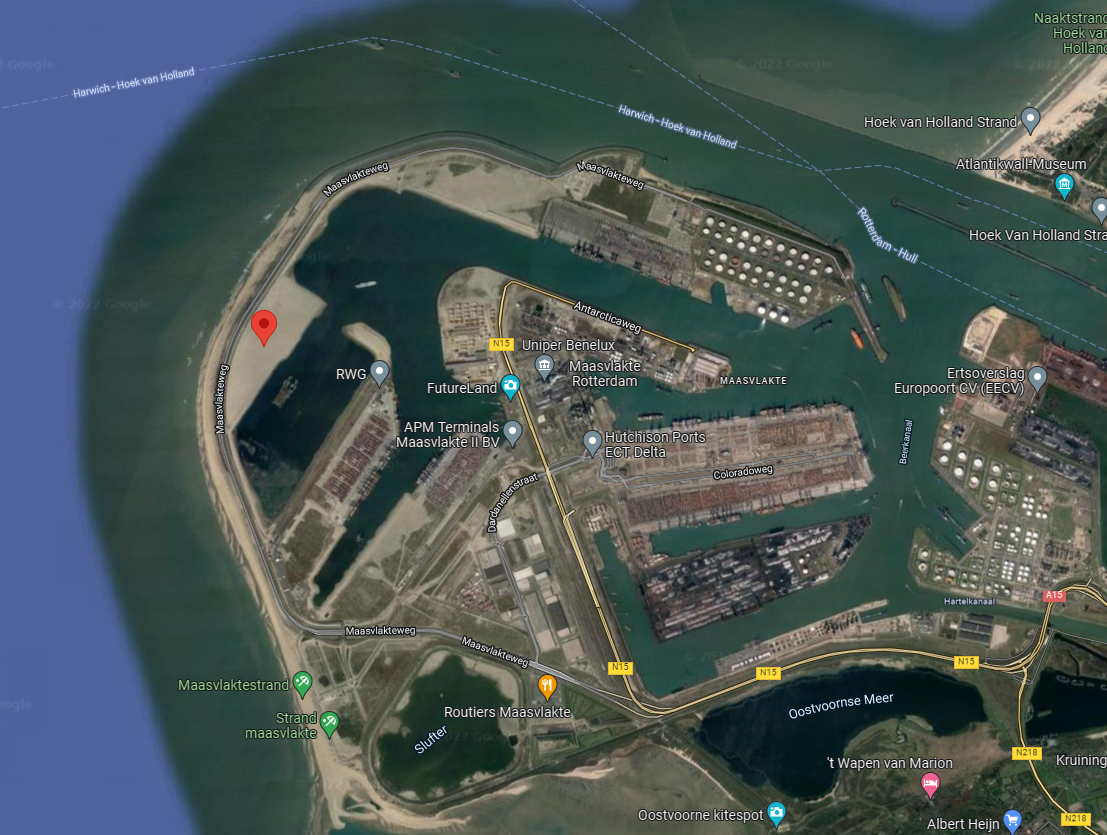 Naaktstrand
Hoek van
Holland
2 Google
© 2022 Google
Harwich - Hoek van Holland
Harwich - Hoek van Holland
Hoek van Holland Strand
Maasvlakteweg
Maasvlakteweg
Atlantikwall-Museum
Rotterdam - Hull
Hoek Van Holland Stra
© 2022 Google
Antarcticaweg
N15
Uniper Benelux
Maasvlakte
Rotterdam
RWG
FutureLand
MAASVLAKTE
Ertsoverslag
Europoort CV (EECV)
Maasvlakteweg
APM Terminals
Maasvlakte II BV
Hutchison Ports
ECT Delta
Beerkanaal
Coloradoweg
Dardanellenstraat
A15
Hartelkanaal
Maasvlakteweg
Maasvlakteweg
N15
N15
N15
Maasvlaktestrand
Routiers Maasvlakte
Oostvoornse Meer
Strand
maasvlakte
Slufter
N218
't Wapen van Marion
Kruining
Oostvoorne kitespot
Albert Heijn
N218